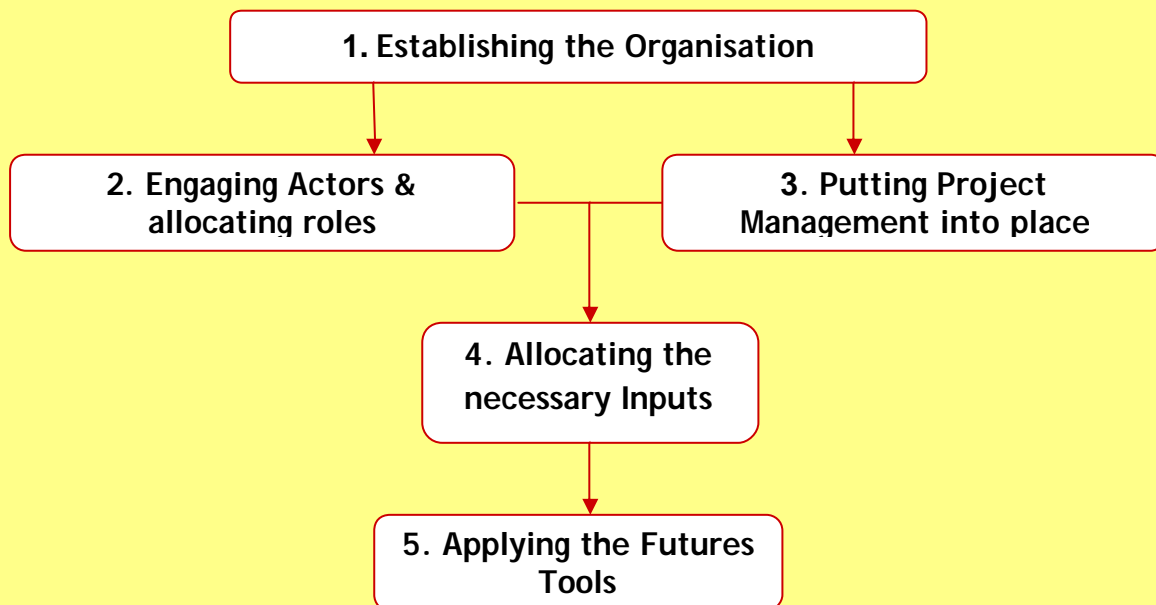 1. Establishing the Organisation
2. Engaging Actors &
allocating roles
3. Putting Project
Management into place
4. Allocating the
necessary Inputs
5. Applying the Futures
Tools